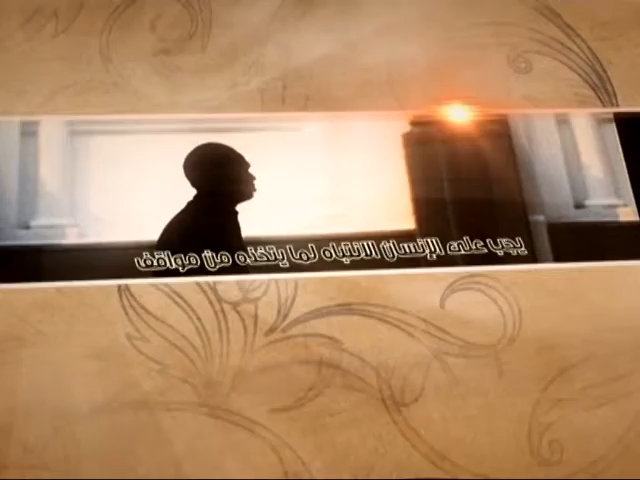 يجب على الإنسان الانتباه لما يتخذه من مواقف